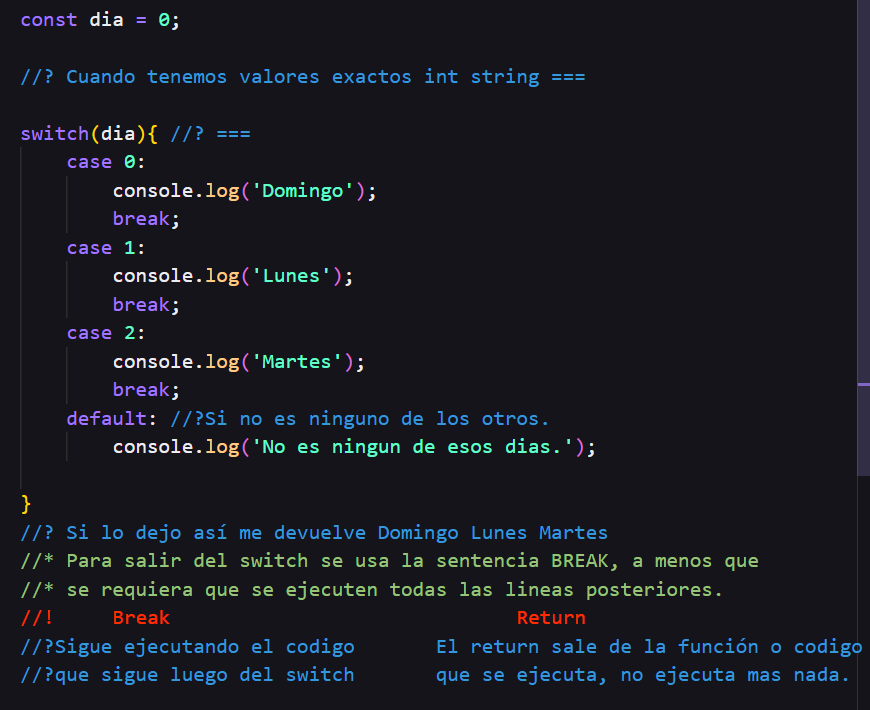 const dia = 0;
//? Cuando tenemos valores exactos int string ===
switch(dia){ //? ===
case 0:
console.log('Domingo');
break;
case 1:
console.log('Lunes');
break;
case 2:
console.log('Martes');
break;
default: //?Si no es ninguno de los otros.
console.log('No es ningun de esos dias.');
}
//? Si lo dejo así me devuelve Domingo Lunes Martes
//* Para salir del switch se usa la sentencia BREAK, a menos que
//* se requiera que se ejecuten todas las lineas posteriores.
//! Break Return
//?Sigue ejecutando el codigo El return sale de la función o codigo
//?que sigue luego del switch que se ejecuta, no ejecuta mas nada.